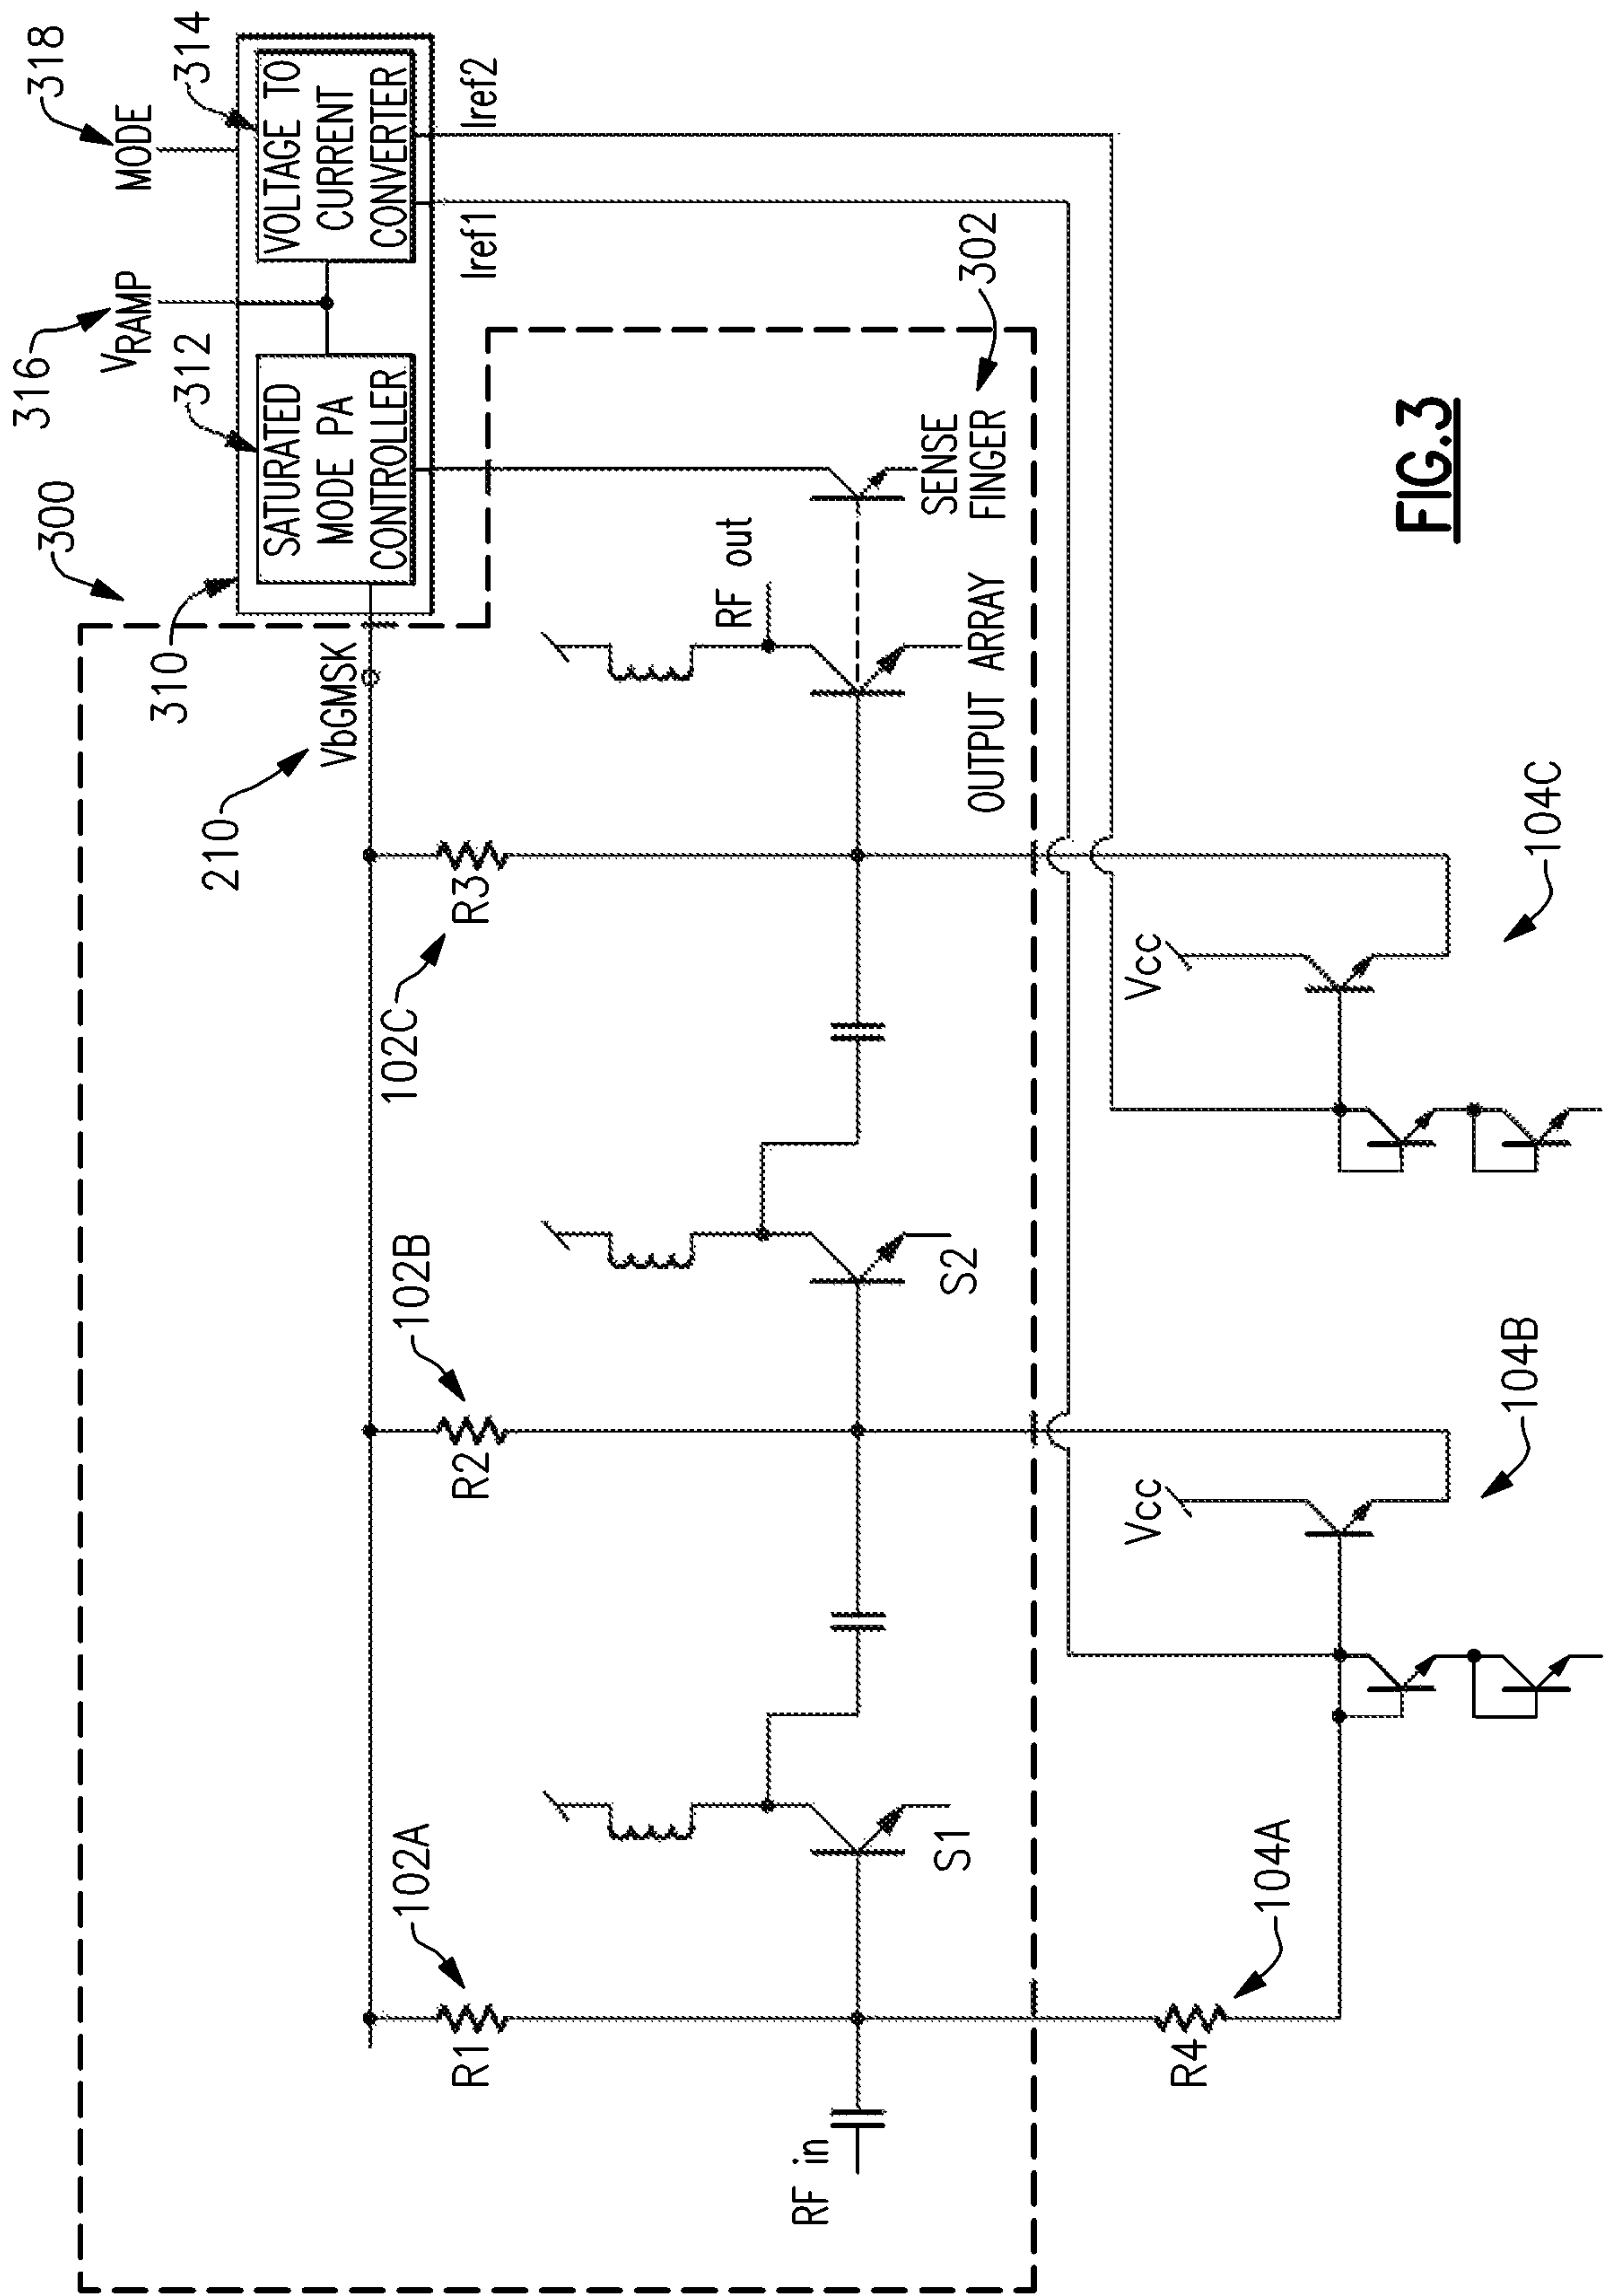 300
316
VRAMP
318
MODE
310
312
314
SATURATED
MODE PA
CONTROLLER
VOLTAGE TO
CURRENT
CONVERTER
210
VbGMSK
Iref1
Iref2
102A
R1
102B
R2
102C
R3
RF out
SENSE
FINGER
302
RF in
S1
S2
OUTPUT ARRAY
R4
104A
Vcc
104B
Vcc
104C
FIG.3